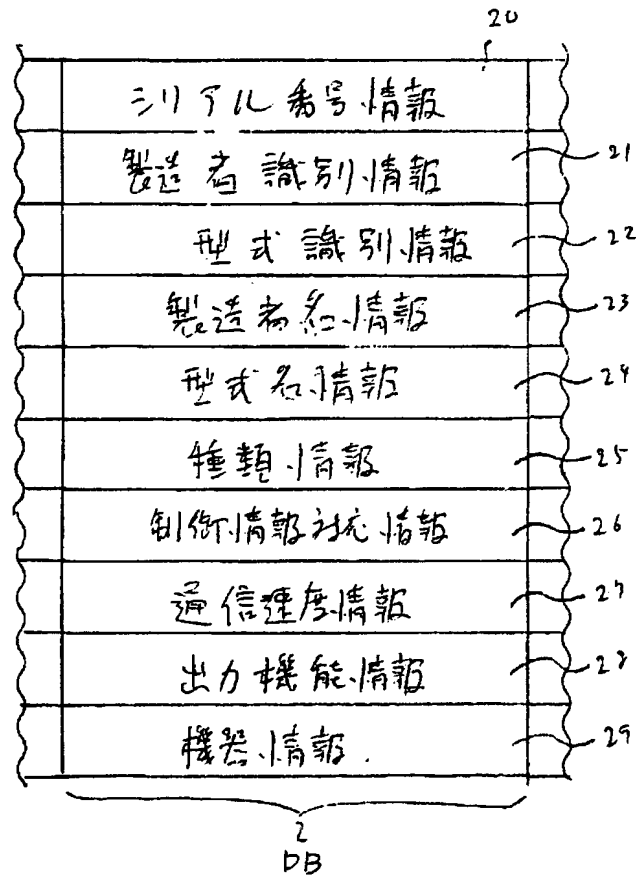 20
シリアル番号情報
製造者識別情報 21
型式識別情報 22
製造者名情報 23
型式名情報 24
種類情報 25
制御情報対応情報 26
通信速度情報 27
出力機能情報 28
機器情報 29
2
DB